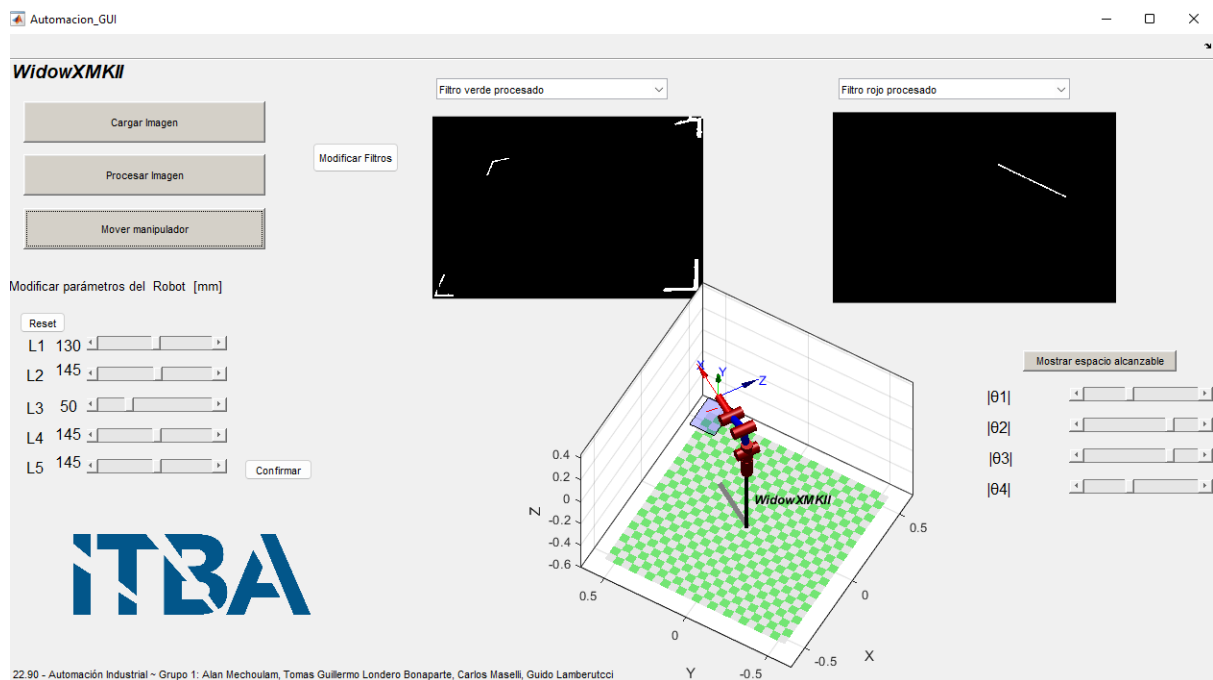 Automacion_GUI
WidowXMKII
Cargar Imagen
Procesar Imagen
Mover manipulador
Modificar Filtros
Filtro verde procesado
Filtro rojo procesado
Modificar parámetros del Robot [mm]
Reset
L1 130
L2 145
L3 50
L4 145
L5 145
Confirmar
X
Y
Z
WidowXMKII
0.4
0.2
0
-0.2
-0.4
-0.6
Z
0.5
0
-0.5
Y
0.5
0
-0.5
X
Mostrar espacio alcanzable
|θ1|
|θ2|
|θ3|
|θ4|
ITBA
22.90 - Automación Industrial ~ Grupo 1: Alan Mechoulam, Tomas Guillermo Londero Bonaparte, Carlos Maselli, Guido Lamberutcci